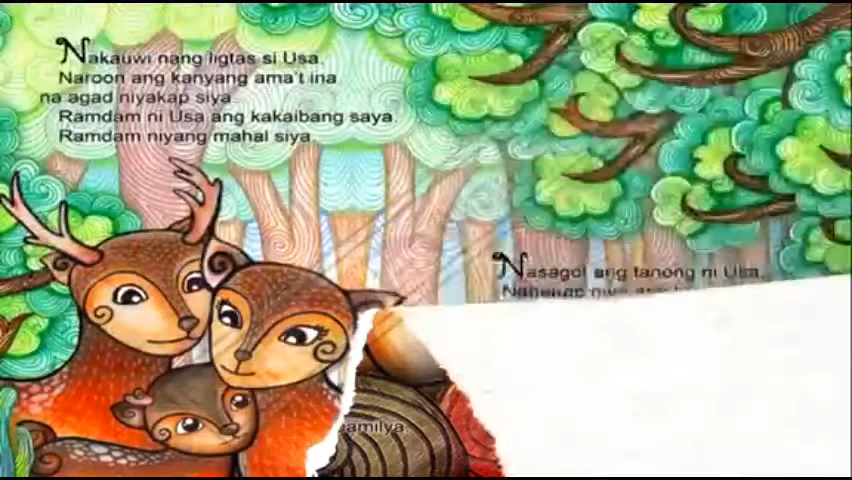 Nakauwi nang ligtas si Usa.
Naroon ang kanyang ama't ina
na agad niyakap siya
Ramdam ni Usa ang kakaibang saya.
Ramdam niyang mahal siya.
Nasagot ang tanong ni Usa.
pamilya.